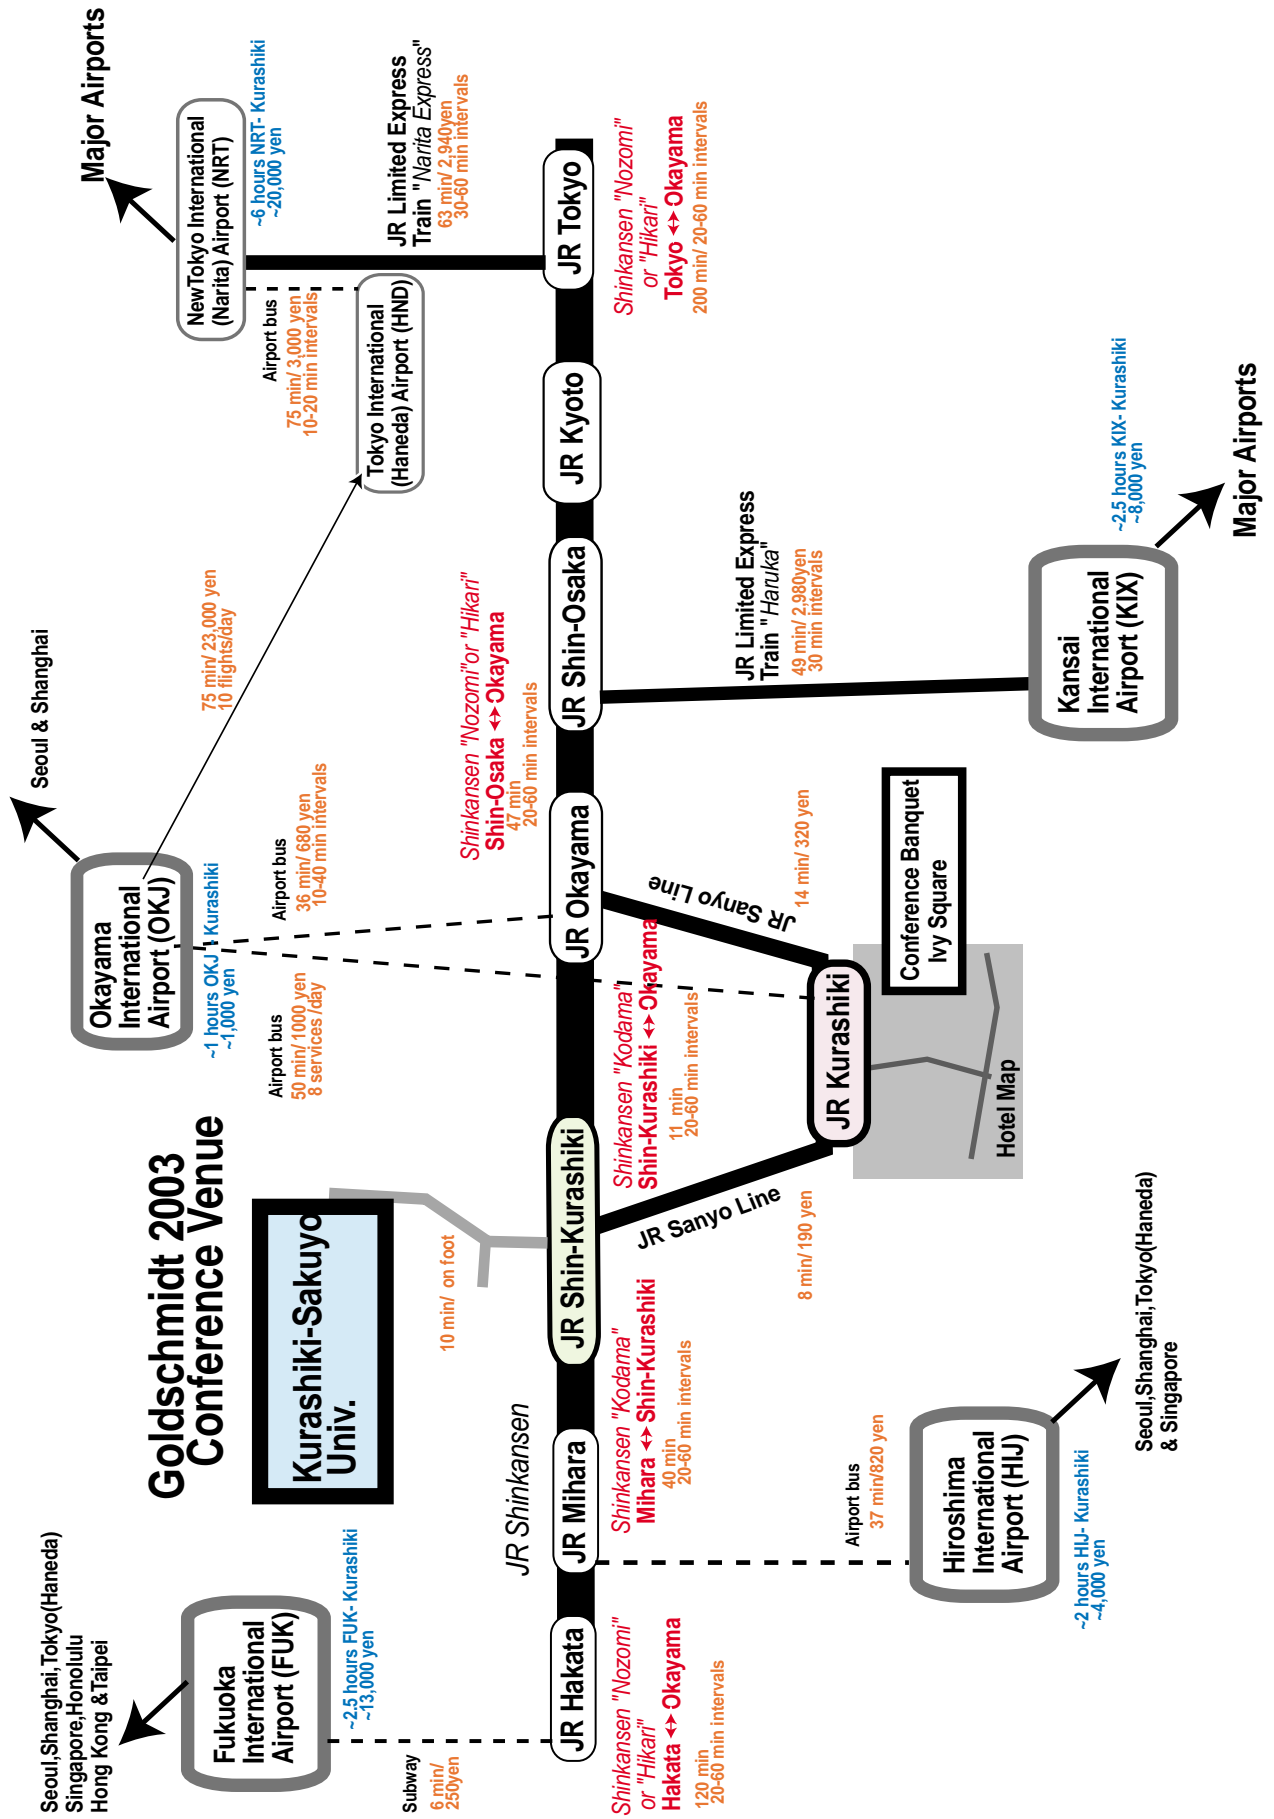 Seoul,Shanghai,Tokyo(Haneda)
Singapore,Honolulu
Hong Kong &Taipei
Fukuoka
International
Airport (FUK)
~2.5 hours FUK- Kurashiki
~13,000 yen
Subway
6 min/
250yen
Goldschmidt 2003
Conference Venue
Kurashiki-Sakuyo
Univ.
10 min/ on foot
Seoul & Shanghai
Okayama
International
Airport (OKJ)
~1 hours OKJ - Kurashiki
~1,000 yen
Airport bus
50 min/ 1000 yen
8 services /day
Airport bus
36 min/ 680 yen
10-40 min intervals
75 min/ 23,000 yen
10 flights/day
Major Airports
NewTokyo International
(Narita) Airport (NRT)
~6 hours NRT- Kurashiki
~20,000 yen
Airport bus
75 min/ 3,000 yen
10-20 min intervals
Tokyo International
(Haneda) Airport (HND)
JR Limited Express
Train "Narita Express"
63 min/ 2,940yen
30-60 min intervals
Shinkansen "Nozomi"or "Hikari"
Shin-Osaka ↔ Okayama
47 min
20-60 min intervals
JR Shinkansen
JR Hakata
JR Mihara
JR Shin-Kurashiki
JR Okayama
JR Shin-Osaka
JR Kyoto
JR Tokyo
Shinkansen "Nozomi"
or "Hikari"
Hakata ↔ Okayama
120 min
20-60 min intervals
Shinkansen "Kodama"
Mihara ↔ Shin-Kurashiki
40 min
20-60 min intervals
Shinkansen "Kodama"
Shin-Kurashiki ↔ Okayama
11 min
20-60 min intervals
Shinkansen "Nozomi"
or "Hikari"
Tokyo ↔ Okayama
200 min/ 20-60 min intervals
JR Sanyo Line
8 min/ 190 yen
JR Sanyo Line
14 min/ 320 yen
JR Kurashiki
Conference Banquet
Ivy Square
Hotel Map
JR Limited Express
Train "Haruka"
49 min/ 2,980yen
30 min intervals
Kansai
International
Airport (KIX)
~2.5 hours KIX- Kurashiki
~8,000 yen
Major Airports
Airport bus
37 min/820 yen
Hiroshima
International
Airport (HIJ)
~2 hours HIJ- Kurashiki
~4,000 yen
Seoul,Shanghai,Tokyo(Haneda)
& Singapore